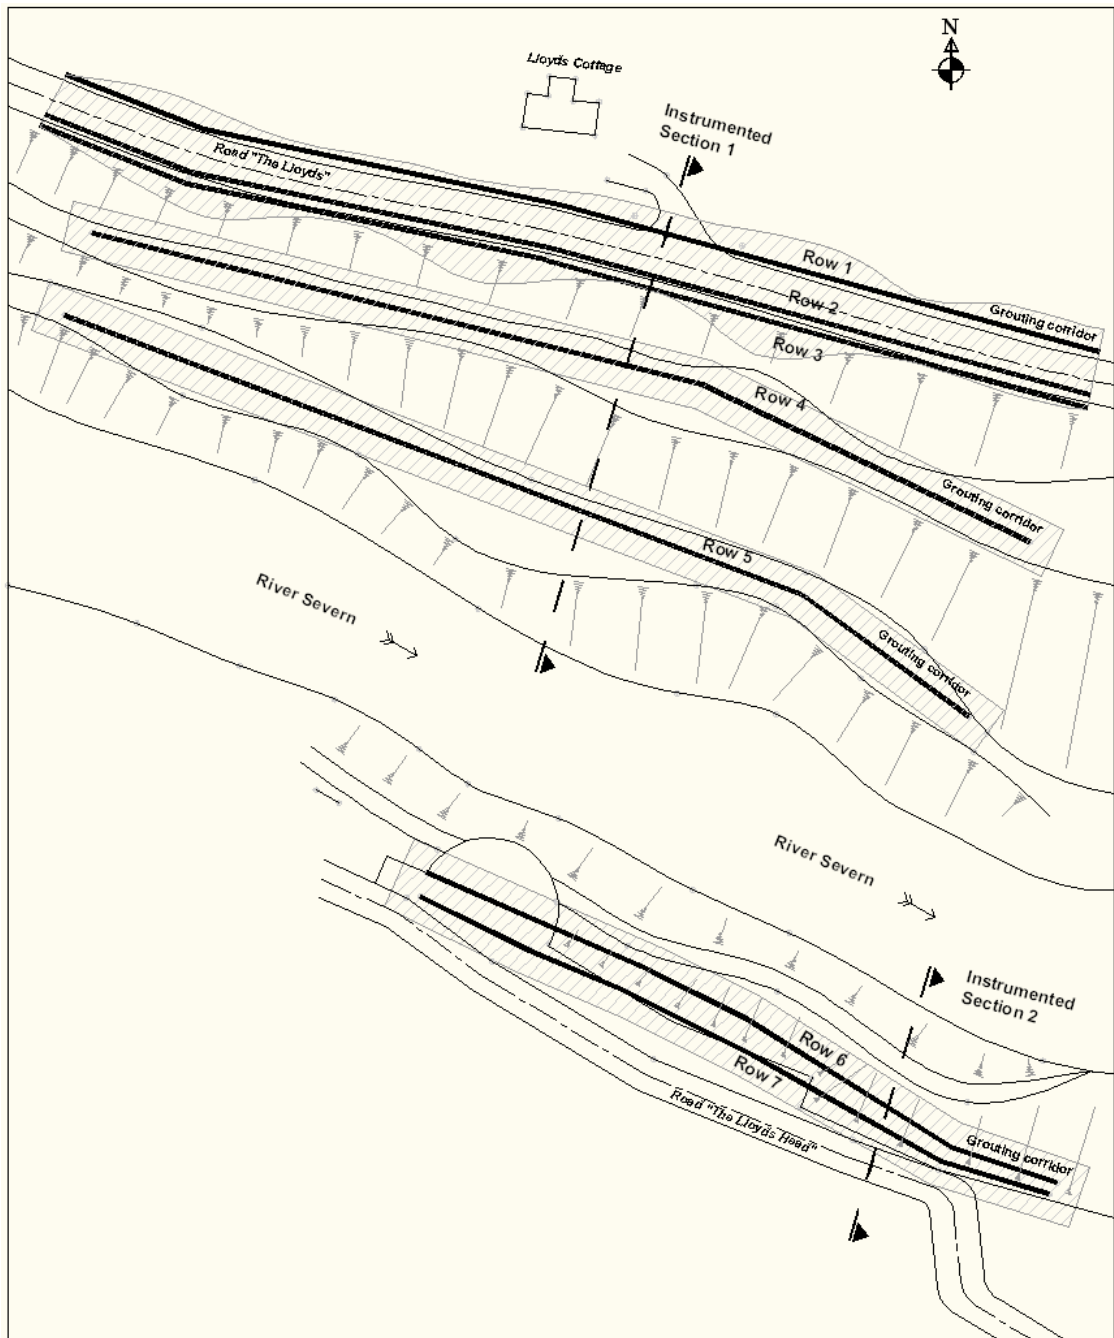 N
Lloyds Cottage
Instrumented
Section 1
Road "The Lloyds"
Row 1
Row 2
Grouting corridor
Row 3
Row 4
Grouting corridor
Row 5
River Severn
Grouting corridor
River Severn
Instrumented
Section 2
Row 6
Row 7
Road "The Lloyds Head"
Grouting corridor